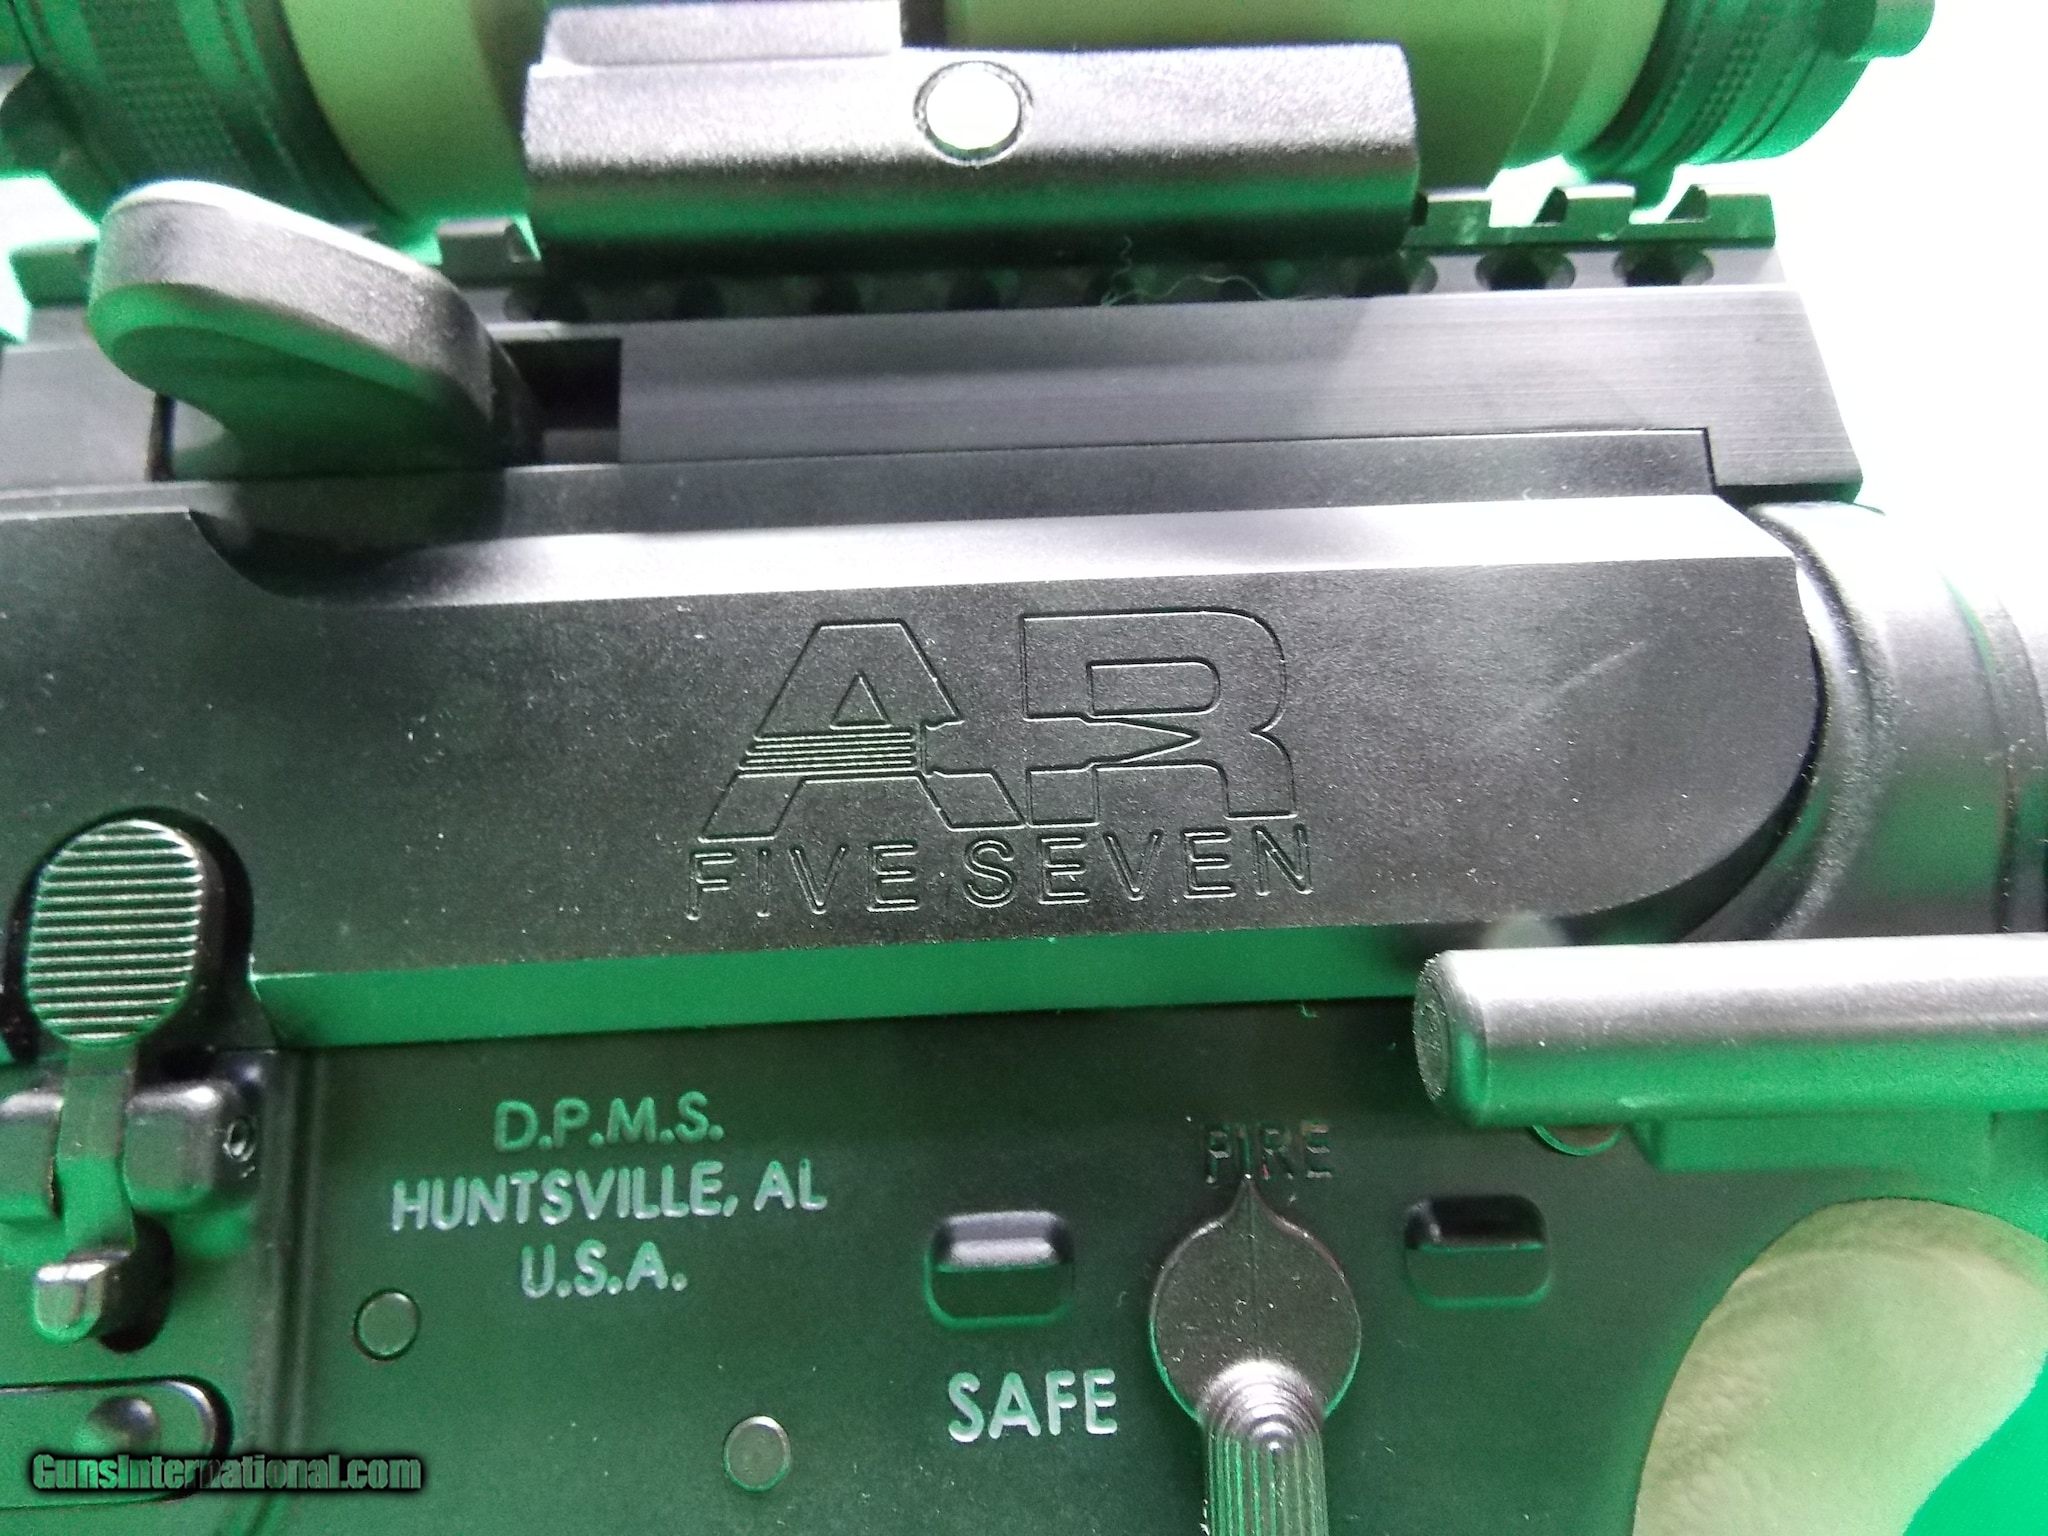 AR
FIVE SEVEN
D.P.M.S.
HUNTSVILLE, AL
U.S.A.
FIRE
SAFE
GunsInternational.com